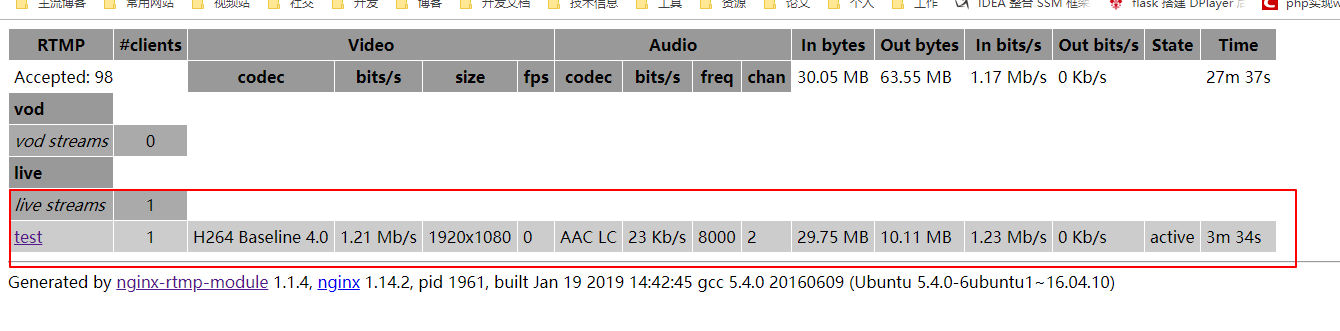 主流博客 常用网站 视频站 社交 开发 博客 开发文档 技术信息 工具 资源 论文 个人 工作 IDEA 整合 SSM 框架 flask 搭建 DPlayer php实现w
RTMP #clients Video Audio In bytes Out bytes In bits/s Out bits/s State Time
Accepted: 98 codec bits/s size fps codec bits/s freq chan 30.05 MB 63.55 MB 1.17 Mb/s 0 Kb/s 27m 37s
vod
vod streams 0
live
live streams 1
test 1 H264 Baseline 4.0 1.21 Mb/s 1920x1080 0 AAC LC 23 Kb/s 8000 2 29.75 MB 10.11 MB 1.23 Mb/s 0 Kb/s active 3m 34s
Generated by nginx-rtmp-module 1.1.4, nginx 1.14.2, pid 1961, built Jan 19 2019 14:42:45 gcc 5.4.0 20160609 (Ubuntu 5.4.0-6ubuntu1~16.04.10)